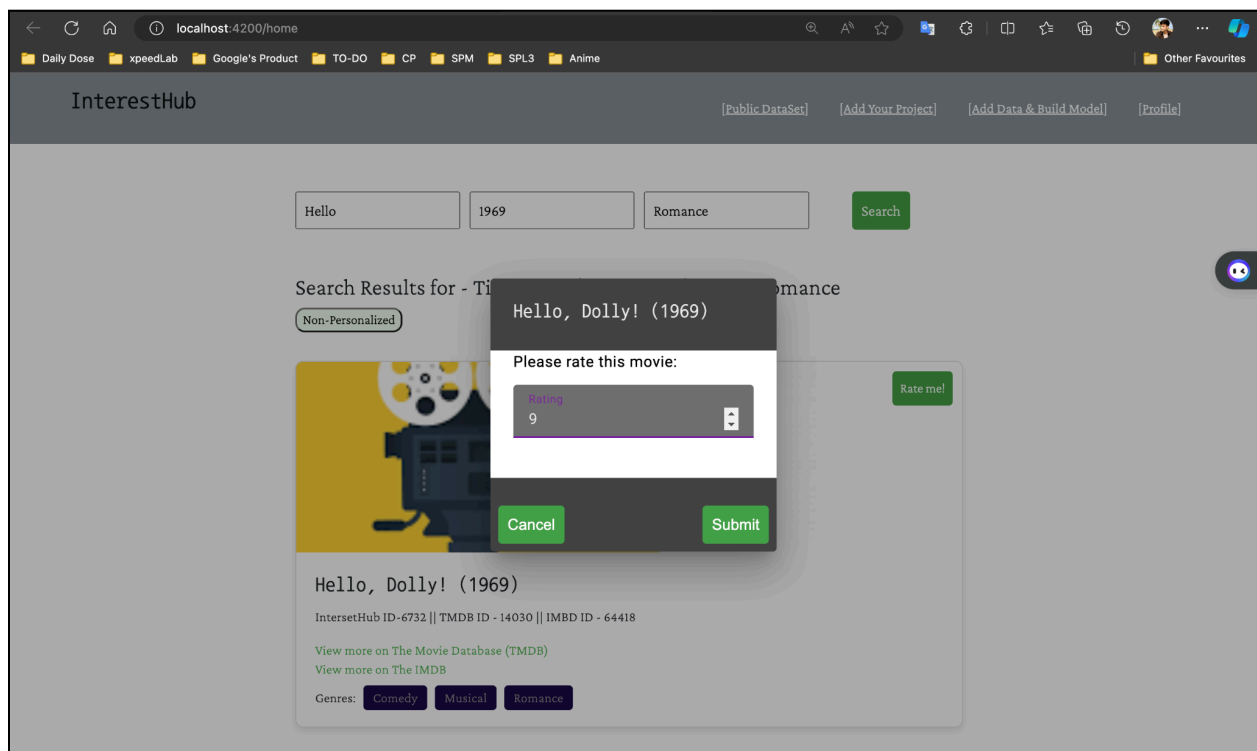 localhost:4200/home
Daily Dose xpeedLab Google's Product TO-DO CP SPM SPL3 Anime Other Favourites
InterestHub
[Public DataSet] [Add Your Project] [Add Data & Build Model] [Profile]
Hello 1969 Romance Search
Search Results for - Ti
Non-Personalized
Hello, Dolly! (1969)
Please rate this movie:
Rating
9
Cancel Submit
Rate me!
Hello, Dolly! (1969)
IntersetHub ID-6732 || TMDB ID - 14030 || IMBD ID - 64418
View more on The Movie Database (TMDB)
View more on The IMDB
Genres: Comedy Musical Romance